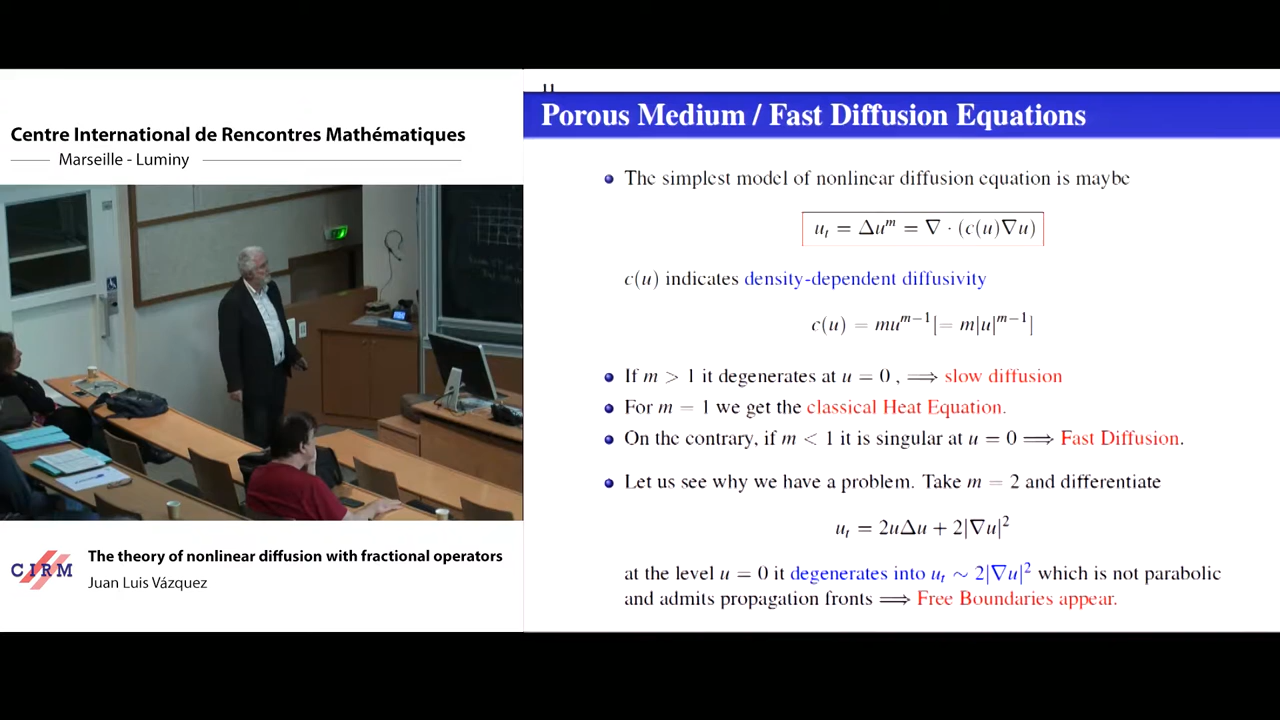 Centre International de Rencontres Mathématiques
Marseille - Luminy
CIRM
The theory of nonlinear diffusion with fractional operators
Juan Luis Vázquez
Porous Medium / Fast Diffusion Equations
The simplest model of nonlinear diffusion equation is maybe
uₜ = Δuᵐ = ∇ · (c(u)∇u)
c(u) indicates density-dependent diffusivity
c(u) = mu^{m−1}[= m|u|^{m−1}]
If m > 1 it degenerates at u = 0 , ⟹ slow diffusion
For m = 1 we get the classical Heat Equation.
On the contrary, if m < 1 it is singular at u = 0 ⟹ Fast Diffusion.
Let us see why we have a problem. Take m = 2 and differentiate
uₜ = 2uΔu + 2|∇u|²
at the level u = 0 it degenerates into uₜ ∼ 2|∇u|² which is not parabolic
and admits propagation fronts ⟹ Free Boundaries appear.